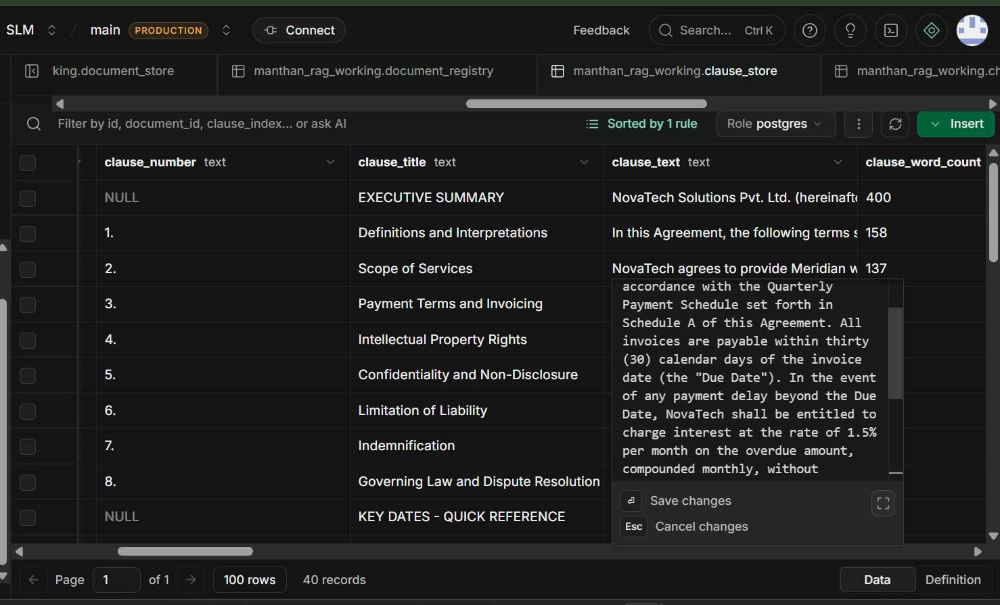 SLM / main PRODUCTION Connect Feedback Search... Ctrl K
king.document_store manthan_rag_working.document_registry manthan_rag_working.clause_store manthan_rag_working.ch
Filter by id, document_id, clause_index... or ask AI Sorted by 1 rule Role postgres Insert
clause_number text clause_title text clause_text text clause_word_count
NULL EXECUTIVE SUMMARY NovaTech Solutions Pvt. Ltd. (hereinafte 400
1. Definitions and Interpretations In this Agreement, the following terms s 158
2. Scope of Services NovaTech agrees to provide Meridian w 137
3. Payment Terms and Invoicing
4. Intellectual Property Rights
5. Confidentiality and Non-Disclosure
6. Limitation of Liability
7. Indemnification
8. Governing Law and Dispute Resolution
NULL KEY DATES - QUICK REFERENCE
accordance with the Quarterly
Payment Schedule set forth in
Schedule A of this Agreement. All
invoices are payable within thirty
(30) calendar days of the invoice
date (the "Due Date"). In the event
of any payment delay beyond the Due
Date, NovaTech shall be entitled to
charge interest at the rate of 1.5%
per month on the overdue amount,
compounded monthly, without
Save changes
Esc Cancel changes
Page 1 of 1 100 rows 40 records Data Definition